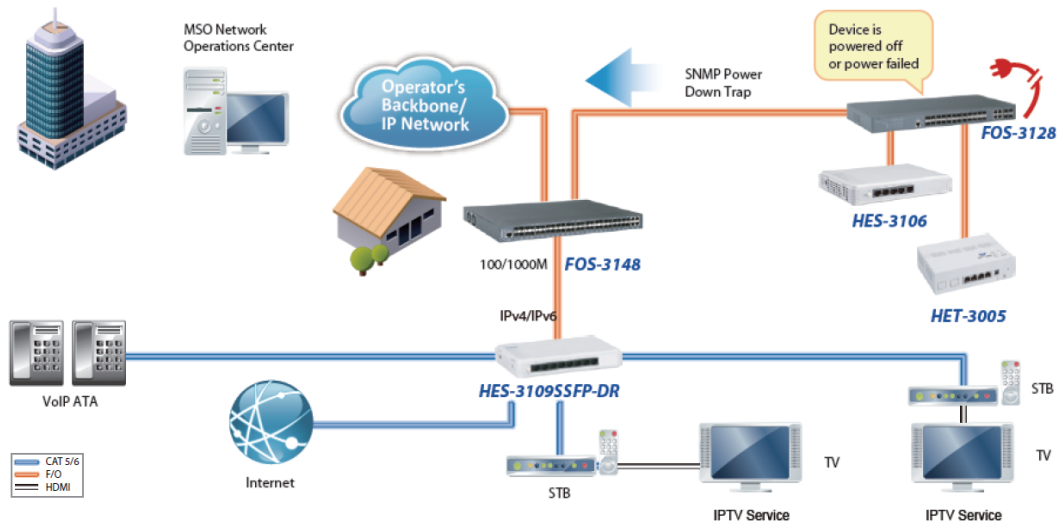 MSO Network
Operations Center
Operator's
Backbone/
IP Network
SNMP Power
Down Trap
Device is
powered off
or power failed
FOS-3128
HES-3106
HET-3005
100/1000M
FOS-3148
IPv4/IPv6
HES-3109SSFP-DR
VoIP ATA
Internet
STB
TV
IPTV Service
STB
TV
IPTV Service
CAT 5/6
F/O
HDMI